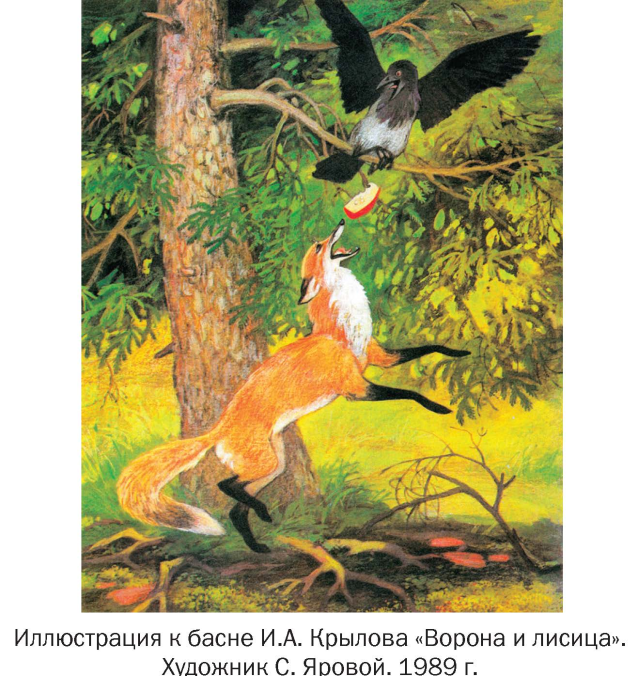 Иллюстрация к басне И.А. Крылова «Ворона и лисица».
Художник С. Яровой. 1989 г.